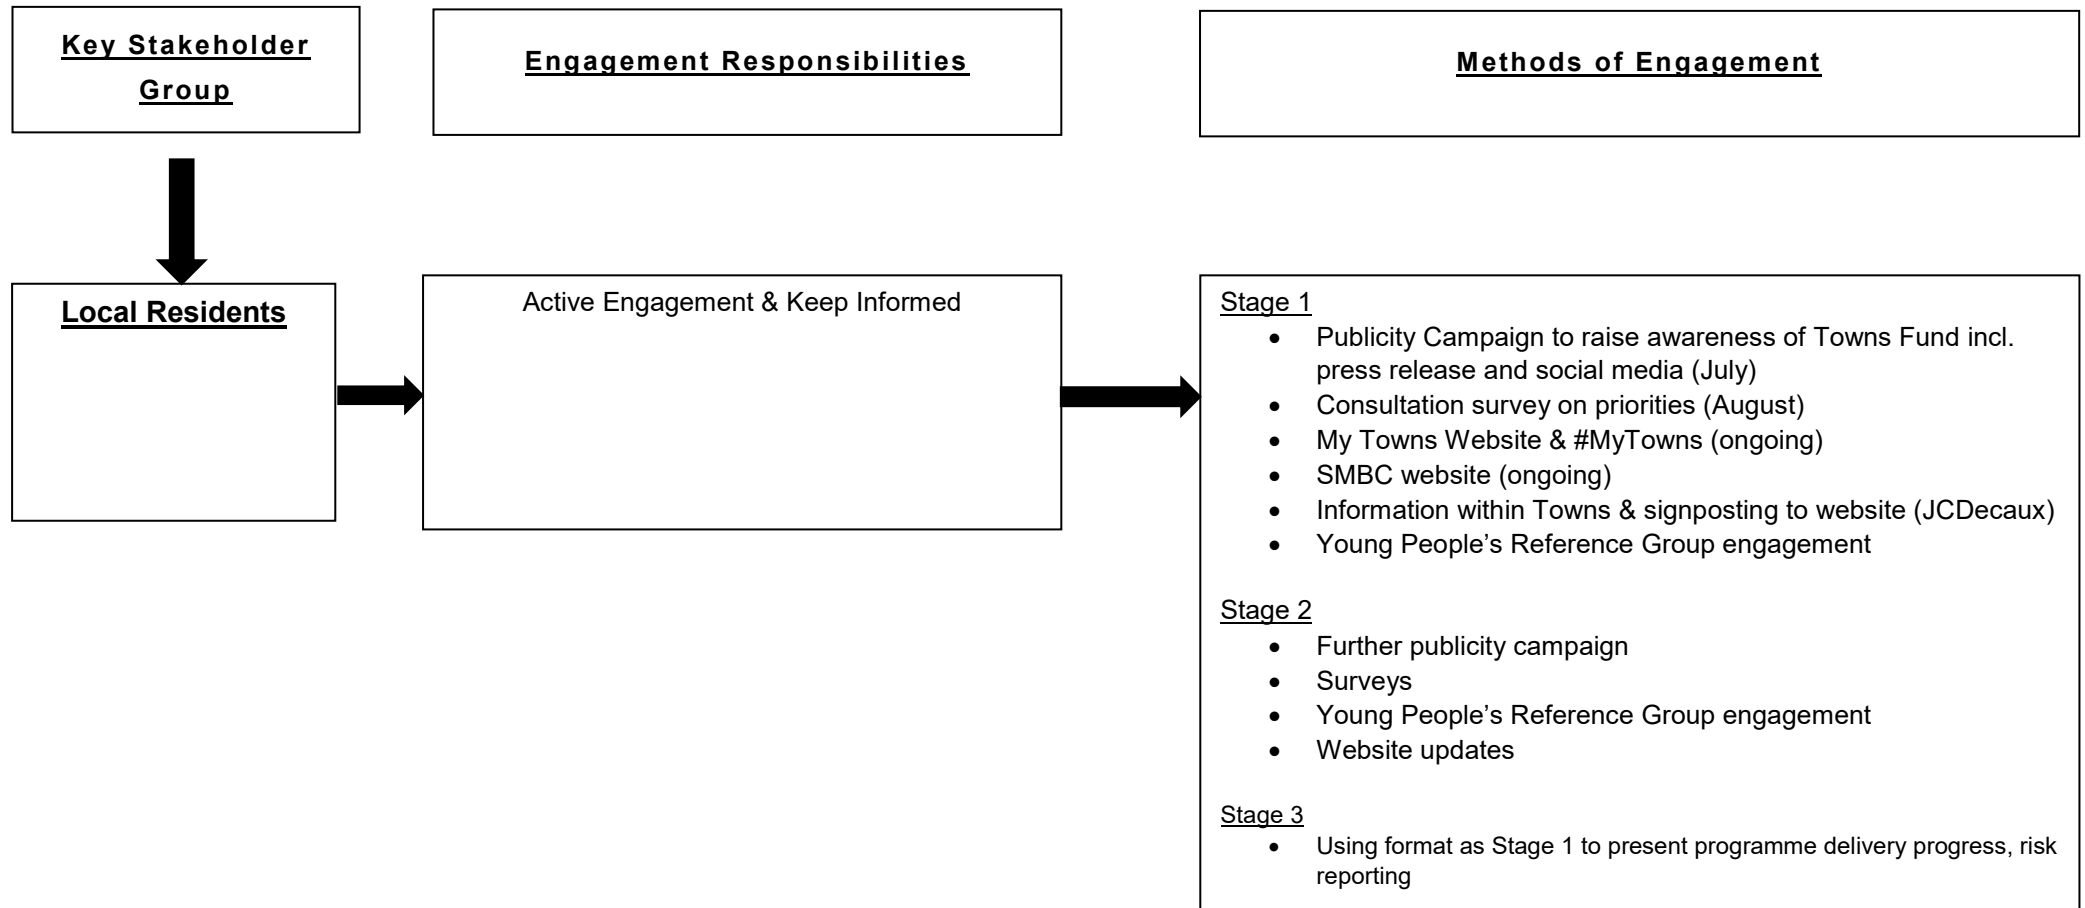 Key Stakeholder
Group
Engagement Responsibilities
Methods of Engagement
Local Residents
Active Engagement & Keep Informed
Stage 1
• Publicity Campaign to raise awareness of Towns Fund incl.
press release and social media (July)
• Consultation survey on priorities (August)
• My Towns Website & #MyTowns (ongoing)
• SMBC website (ongoing)
• Information within Towns & signposting to website (JCDecaux)
• Young People’s Reference Group engagement
Stage 2
• Further publicity campaign
• Surveys
• Young People’s Reference Group engagement
• Website updates
Stage 3
• Using format as Stage 1 to present programme delivery progress, risk
reporting